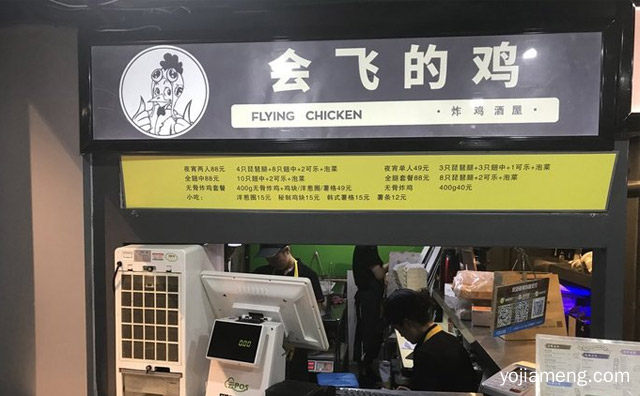 会飞的鸡
FLYING CHICKEN
·炸鸡酒屋·
夜宵两人88元 4只琵琶腿+8只翅中+2可乐+泡菜
全翅中88元 10只翅中+2可乐+泡菜
无骨炸鸡套餐 400g无骨炸鸡+鸡块/洋葱圈/薯格49元
小吃: 洋葱圈15元 秘制鸡块15元 韩式薯格15元 薯条12元
夜宵单人49元 3只琵琶腿+3只翅中+1可乐+泡菜
全腿套餐88元 8只琵琶腿+2可乐+泡菜
无骨炸鸡 400g40元
000
POS
yojiameng.com